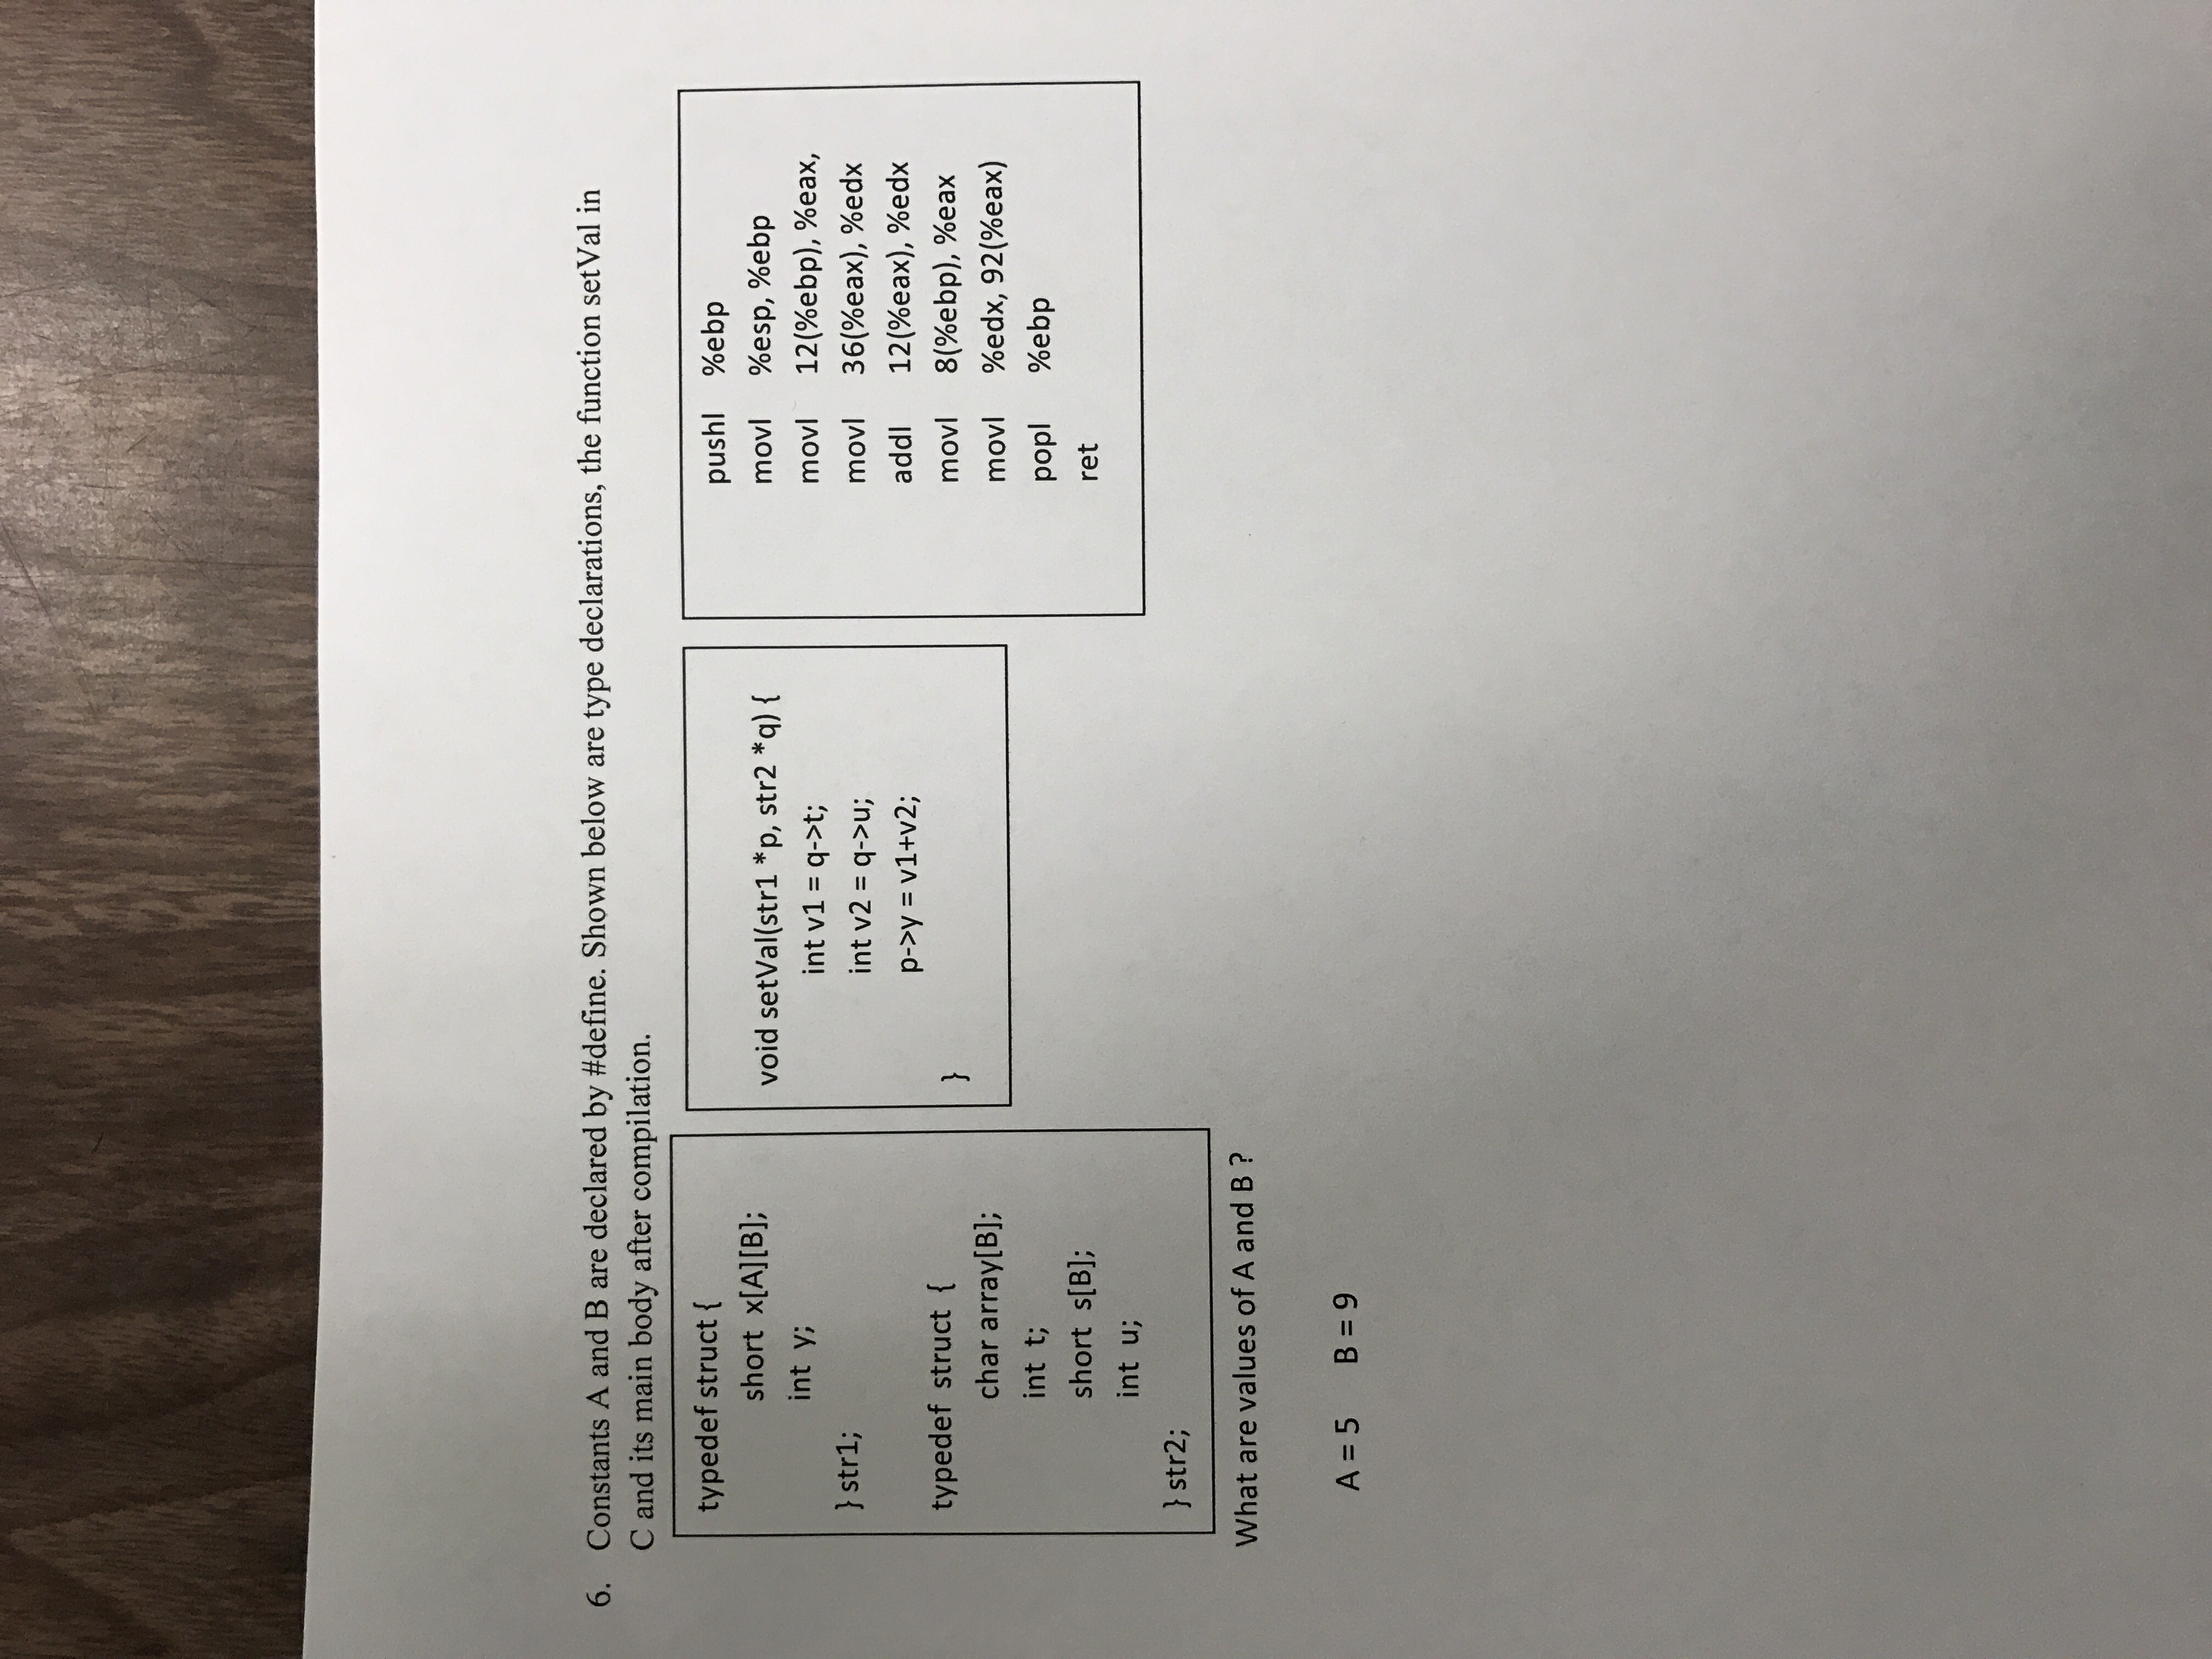 6. Constants A and B are declared by #define. Shown below are type declarations, the function setVal in
C and its main body after compilation.
typedef struct {
short x[A][B];
int y;
} str1;
typedef struct {
char array[B];
int t;
short s[B];
int u;
} str2;
void setVal(str1 *p, str2 *q) {
int v1 = q->t;
int v2 = q->u;
p->y = v1+v2;
}
pushl %ebp
movl %esp, %ebp
movl 12(%ebp), %eax,
movl 36(%eax), %edx
addl 12(%eax), %edx
movl 8(%ebp), %eax
movl %edx, 92(%eax)
popl %ebp
ret
What are values of A and B ?
A = 5 B = 9